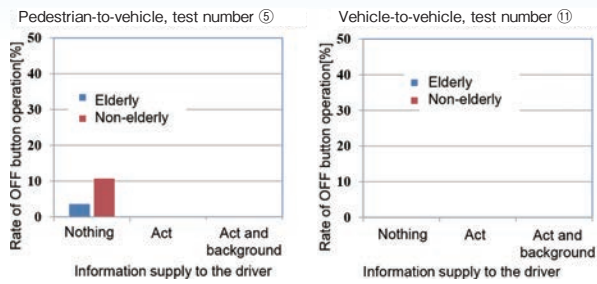 Pedestrian-to-vehicle, test number ⑤
Rate of OFF button operation[%]
50
40
30
20
10
0
Elderly
Non-elderly
Nothing
Act
Act and
background
Information supply to the driver
Vehicle-to-vehicle, test number ⑪
Rate of OFF button operation[%]
50
40
30
20
10
0
Elderly
Non-elderly
Nothing
Act
Act and
background
Information supply to the driver